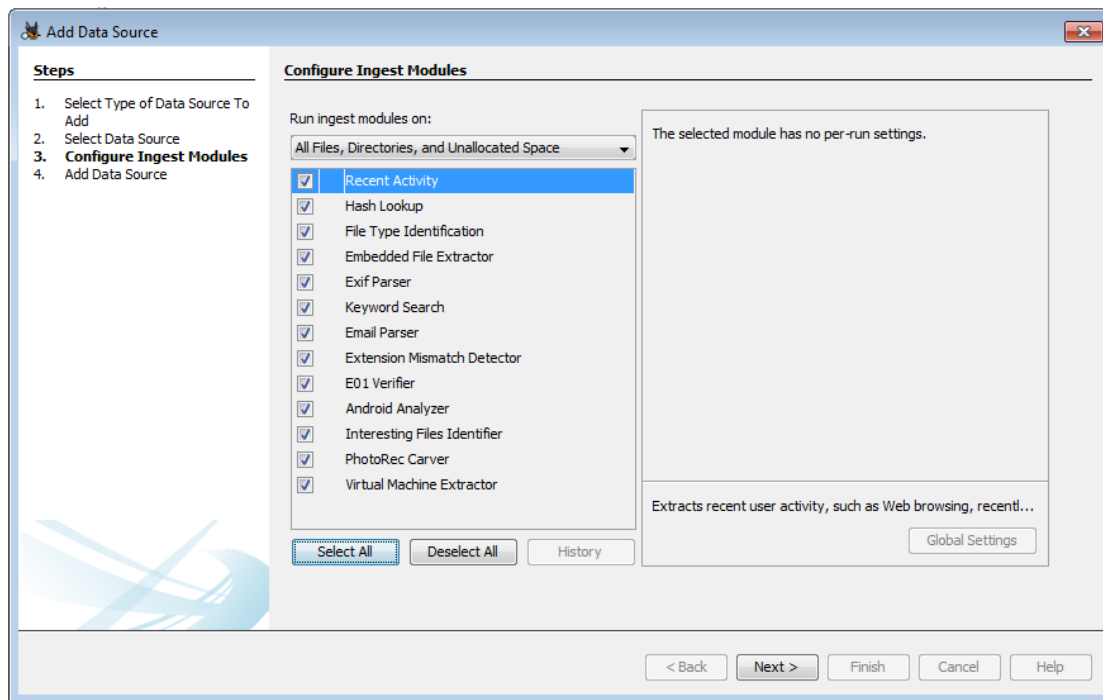 Add Data Source
Steps
1. Select Type of Data Source To
Add
2. Select Data Source
3. Configure Ingest Modules
4. Add Data Source
Configure Ingest Modules
Run ingest modules on:
All Files, Directories, and Unallocated Space
Recent Activity
Hash Lookup
File Type Identification
Embedded File Extractor
Exif Parser
Keyword Search
Email Parser
Extension Mismatch Detector
E01 Verifier
Android Analyzer
Interesting Files Identifier
PhotoRec Carver
Virtual Machine Extractor
Select All
Deselect All
History
The selected module has no per-run settings.
Extracts recent user activity, such as Web browsing, recentl...
Global Settings
< Back
Next >
Finish
Cancel
Help